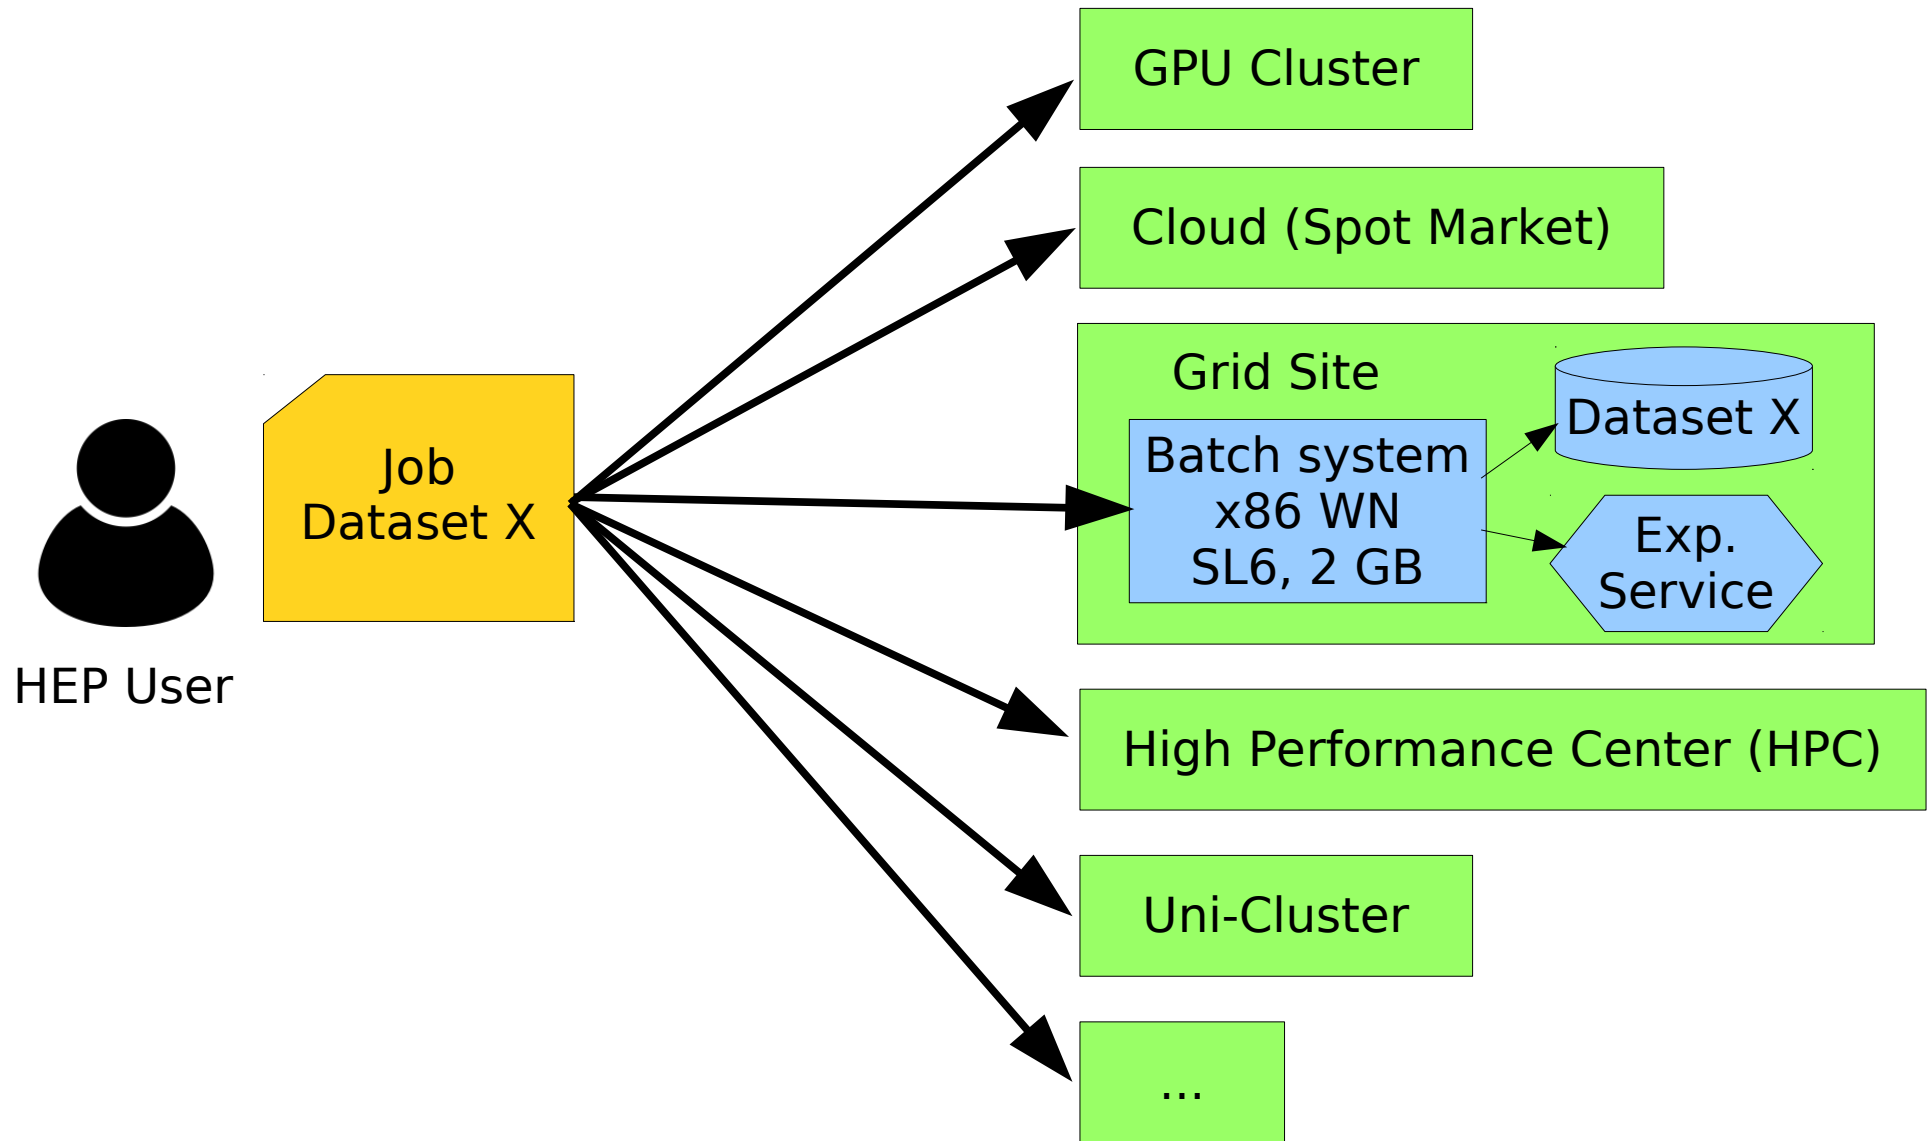 GPU Cluster
Cloud (Spot Market)
Grid Site
Batch system
x86 WN
SL6, 2 GB
Dataset X
Exp.
Service
Job
Dataset X
HEP User
High Performance Center (HPC)
Uni-Cluster
...